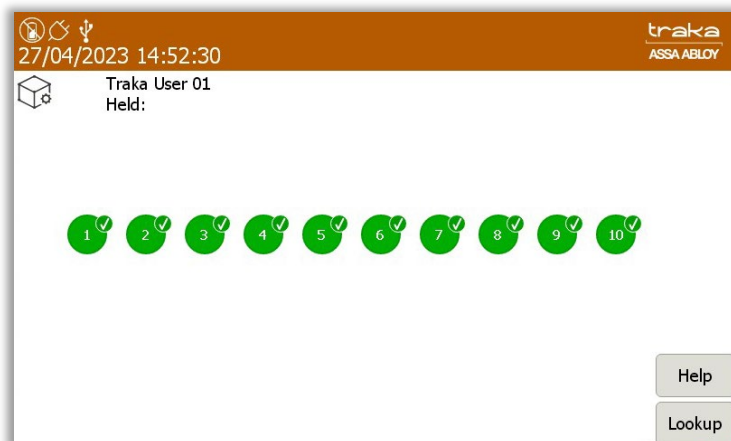 traka
27/04/2023 14:52:30
ASSA ABLOY
Traka User 01
Held:
1 2 3 4 5 6 7 8 9 10
Help
Lookup